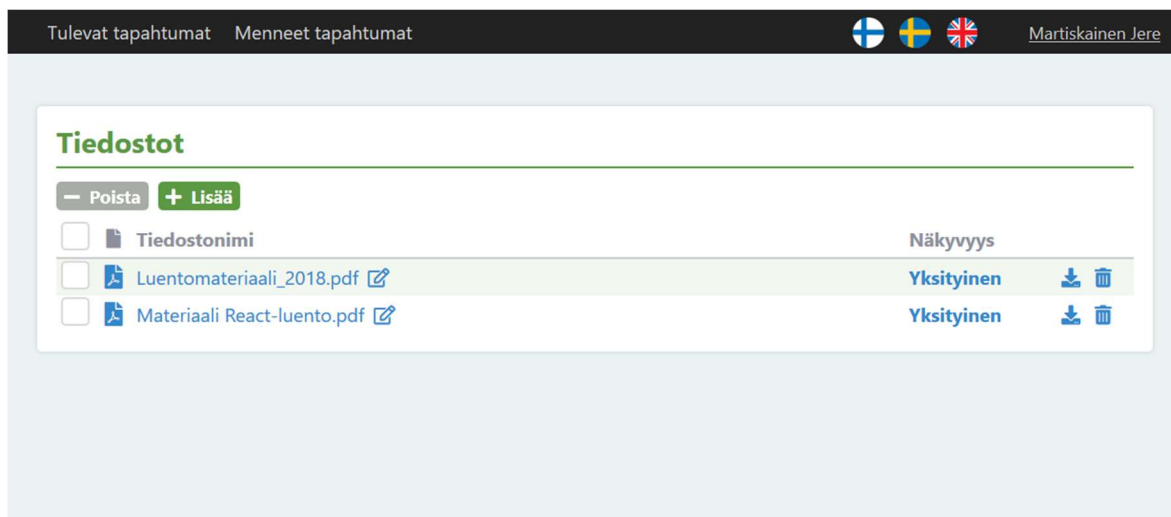 Tulevat tapahtumat Menneet tapahtumat Martiskainen Jere
Tiedostot
Poista Lisää
Tiedostonimi Näkyvyys
Luentomateriaali_2018.pdf Yksityinen
Materiaali React-luento.pdf Yksityinen